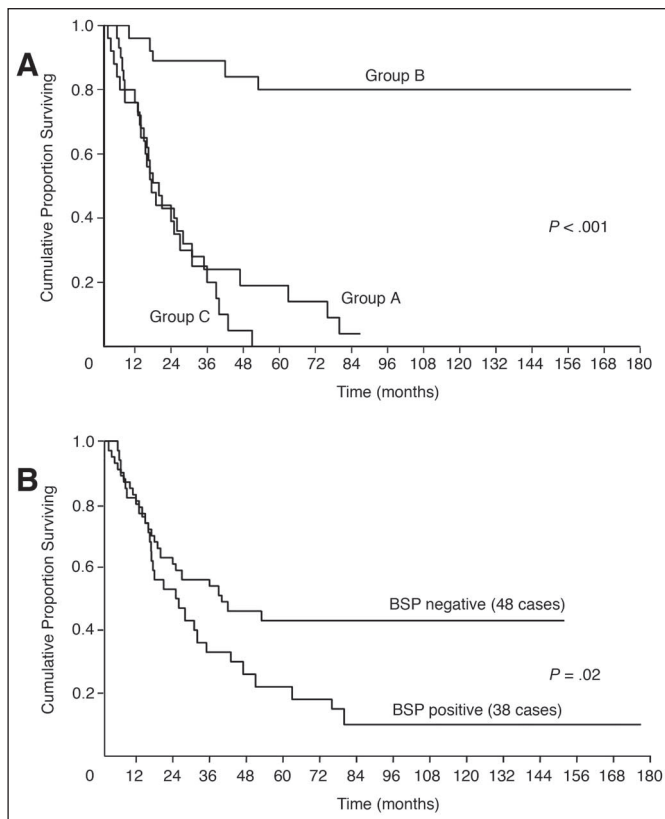 A
Cumulative Proportion Surviving
1.0
0.8
0.6
0.4
0.2
0
Group B
P < .001
Group A
Group C
12 24 36 48 60 72 84 96 108 120 132 144 156 168 180
Time (months)
B
Cumulative Proportion Surviving
1.0
0.8
0.6
0.4
0.2
0
BSP negative (48 cases)
P = .02
BSP positive (38 cases)
12 24 36 48 60 72 84 96 108 120 132 144 156 168 180
Time (months)